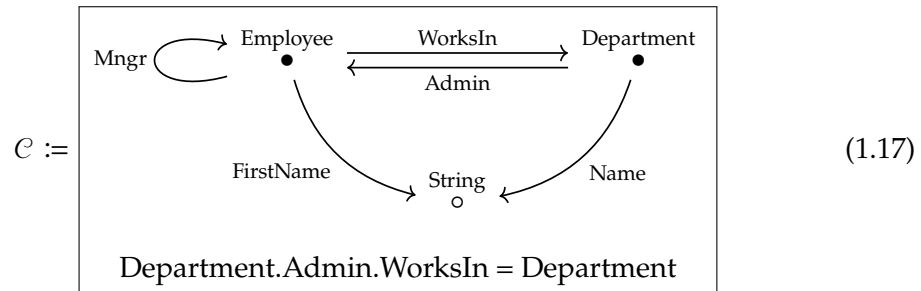 Employee WorksIn Department
Mngr
Admin
𝒞 := (1.17)
FirstName Name
String
Department.Admin.WorksIn = Department